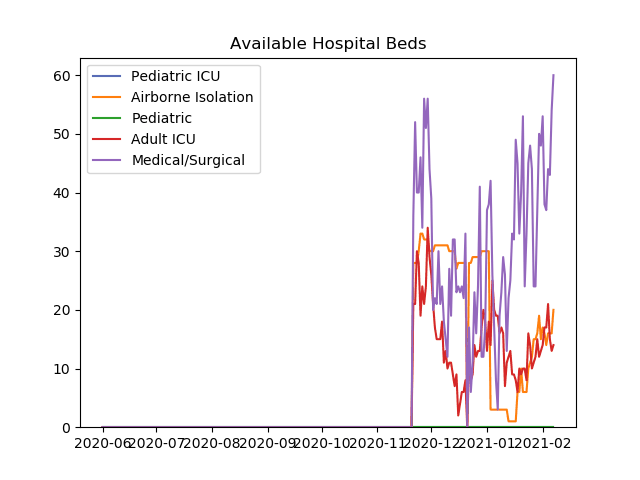 Available Hospital Beds
60
50
40
30
20
10
0
Pediatric ICU
Airborne Isolation
Pediatric
Adult ICU
Medical/Surgical
2020-06 2020-07 2020-08 2020-09 2020-10 2020-11 2020-12 2021-01 2021-02